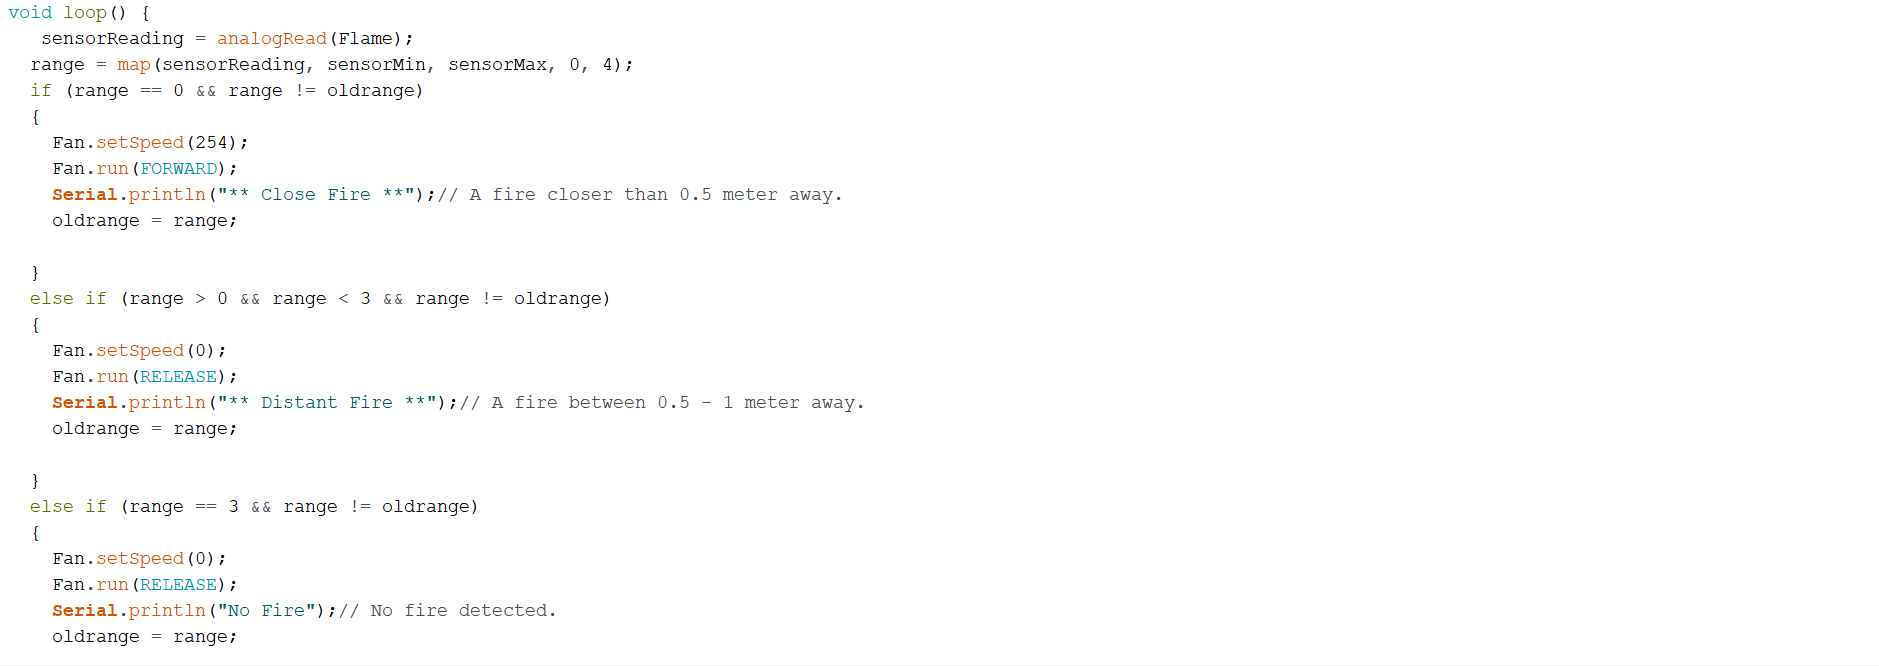 void loop() {
sensorReading = analogRead(Flame);
range = map(sensorReading, sensorMin, sensorMax, 0, 4);
if (range == 0 && range != oldrange)
{
Fan.setSpeed(254);
Fan.run(FORWARD);
Serial.println("** Close Fire **");// A fire closer than 0.5 meter away.
oldrange = range;
}
else if (range > 0 && range < 3 && range != oldrange)
{
Fan.setSpeed(0);
Fan.run(RELEASE);
Serial.println("** Distant Fire **");// A fire between 0.5 - 1 meter away.
oldrange = range;
}
else if (range == 3 && range != oldrange)
{
Fan.setSpeed(0);
Fan.run(RELEASE);
Serial.println("No Fire");// No fire detected.
oldrange = range;